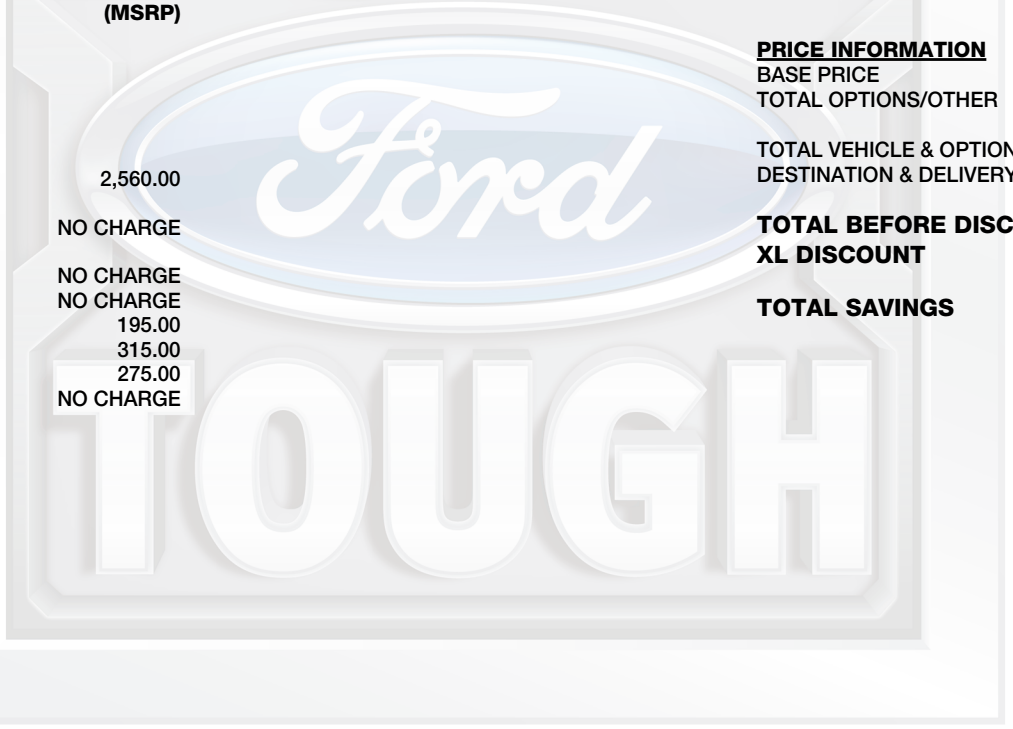 (MSRP)
2,560.00
NO CHARGE
NO CHARGE
NO CHARGE
195.00
315.00
275.00
NO CHARGE
PRICE INFORMATION
BASE PRICE
TOTAL OPTIONS/OTHER
TOTAL VEHICLE & OPTION
DESTINATION & DELIVERY
TOTAL BEFORE DISC
XL DISCOUNT
TOTAL SAVINGS
Ford
TOUGH